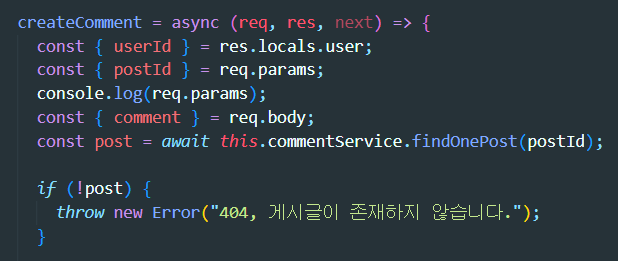 createComment = async (req, res, next) => {
const { userId } = res.locals.user;
const { postId } = req.params;
console.log(req.params);
const { comment } = req.body;
const post = await this.commentService.findOnePost(postId);
if (!post) {
throw new Error("404, 게시글이 존재하지 않습니다.");
}